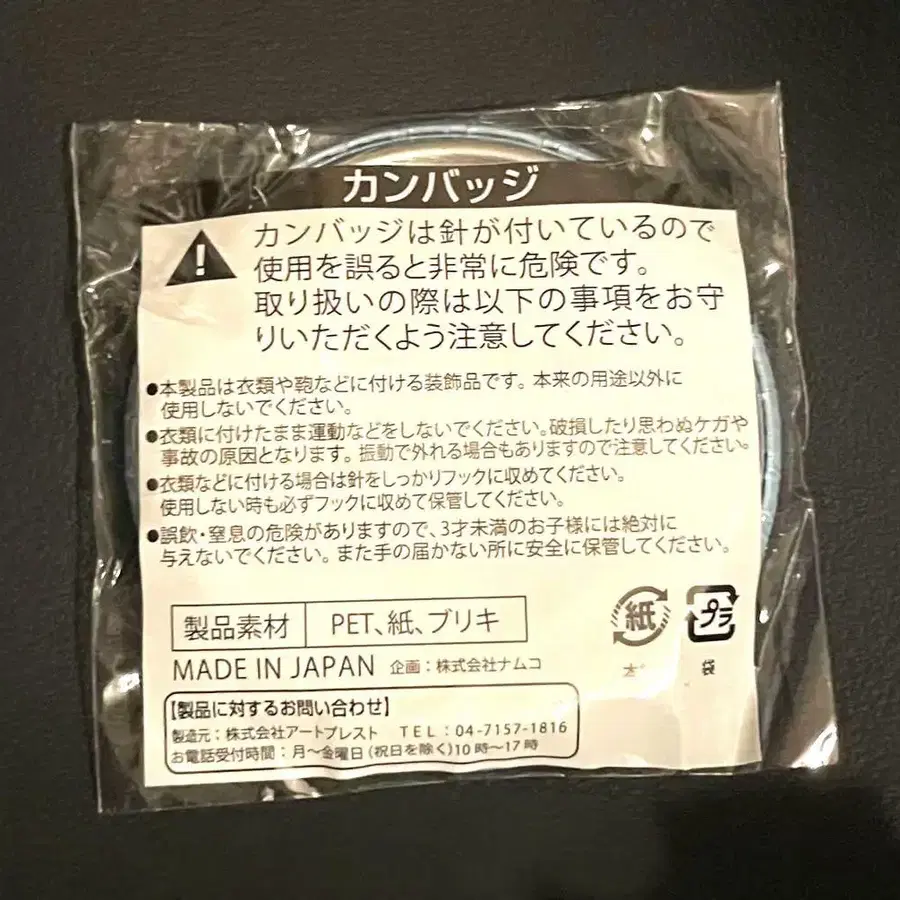 カンバッジ
!
カンバッジは針が付いているので
使用を誤ると非常に危険です。
取り扱いの際は以下の事項をお守
りいただくよう注意してください。
●本製品は衣類や鞄などに付ける装飾品です。本来の用途以外に
使用しないでください。
●衣類に付けたまま運動などをしないでください。破損したり思わぬケガや
事故の原因となります。振動で外れる場合もありますので注意してください。
●衣類などに付ける場合は針をしっかりフックに収めてください。
使用しない時も必ずフックに収めて保管してください。
●誤飲・窒息の危険がありますので、3才未満のお子様には絶対に
与えないでください。また手の届かない所に安全に保管してください。
製品素材 PET、紙、ブリキ
紙 プラ
袋
MADE IN JAPAN 企画：株式会社ナムコ
【製品に対するお問い合わせ】
製造元：株式会社アートプレスト TEL：04-7157-1816
お電話受付時間：月〜金曜日（祝日を除く）10時〜17時